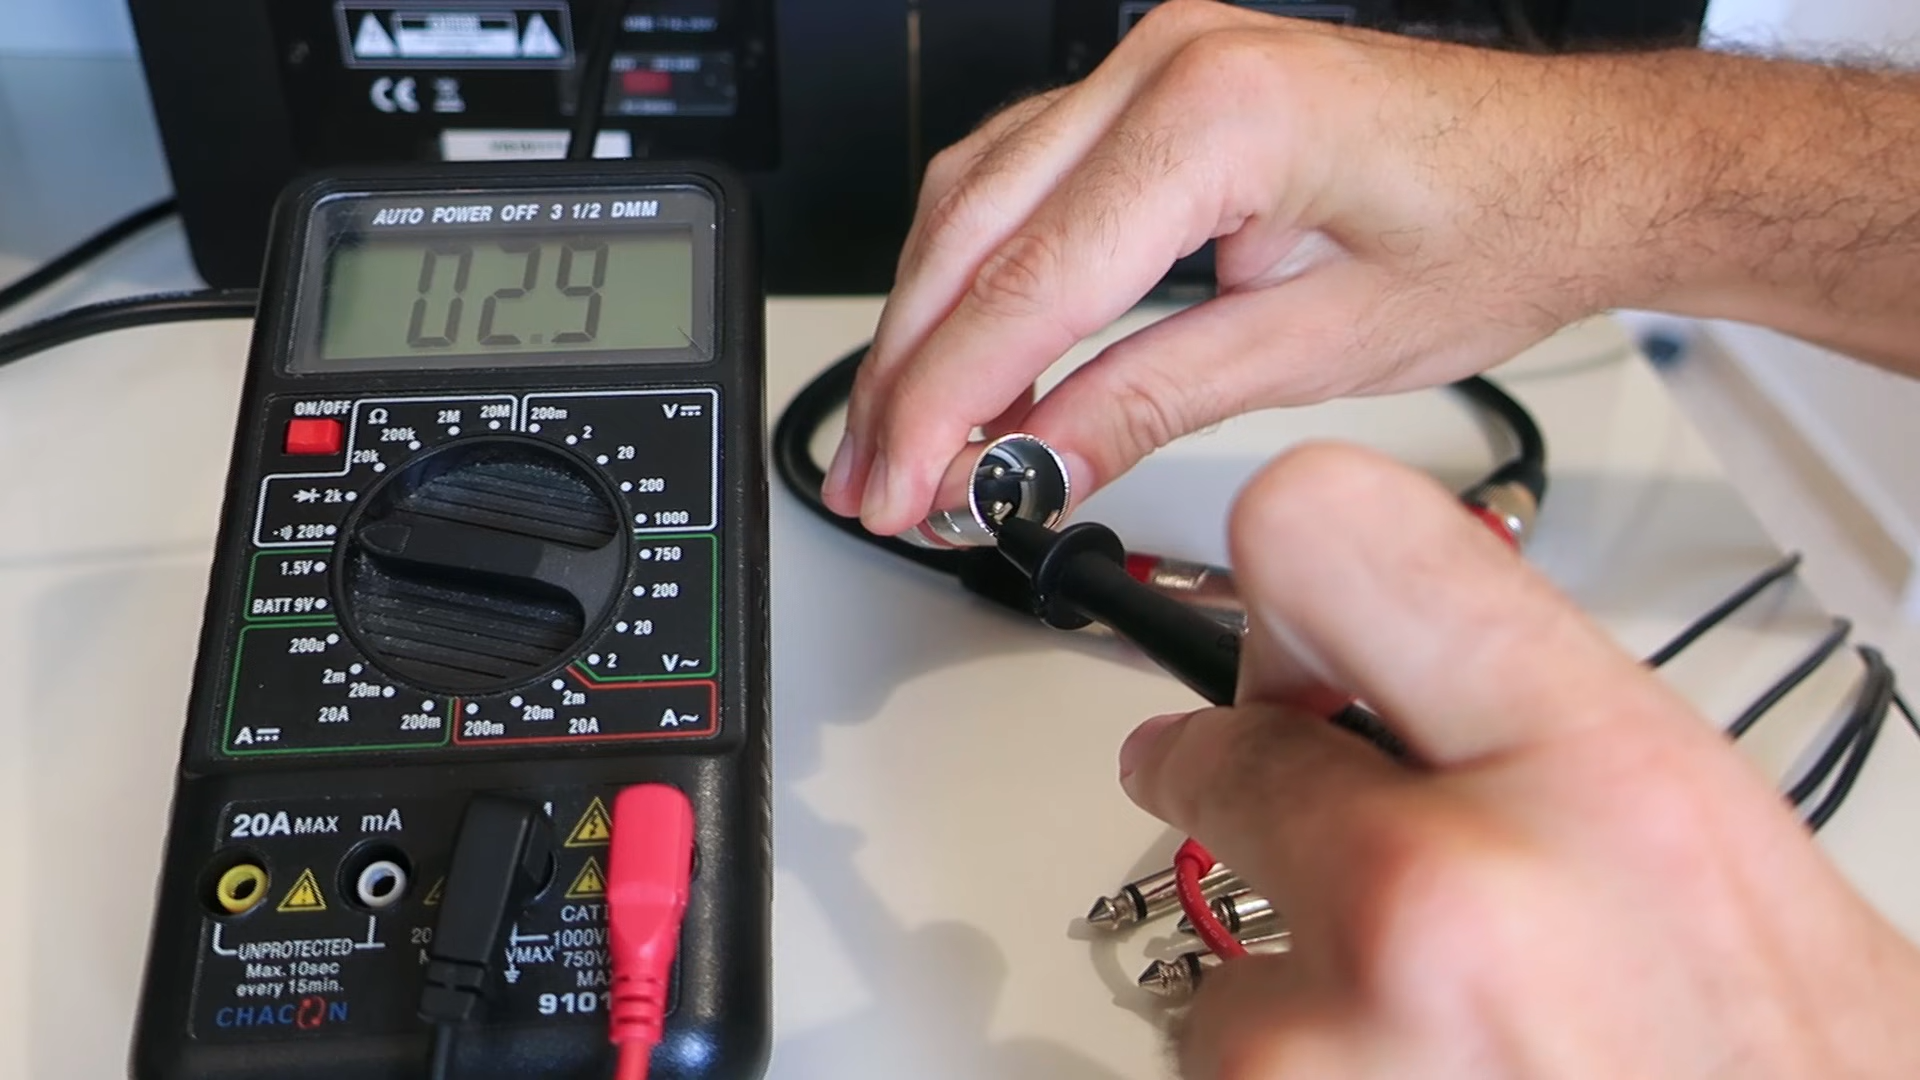 CE
AUTO POWER OFF 3 1/2 DMM
02.9
ON/OFF
Ω
200k
2M
20M
20k
2k
200
200m
V⎓
2
20
200
1000
1.5V
BATT 9V
750
200
20
2
V~
200u
2m
20m
20A
200m
A⎓
2m
20m
200m
20A
A~
20A MAX
mA
UNPROTECTED
Max.10sec
every 15min.
CHACON
CAT
1000V
VMAX
750V
9101